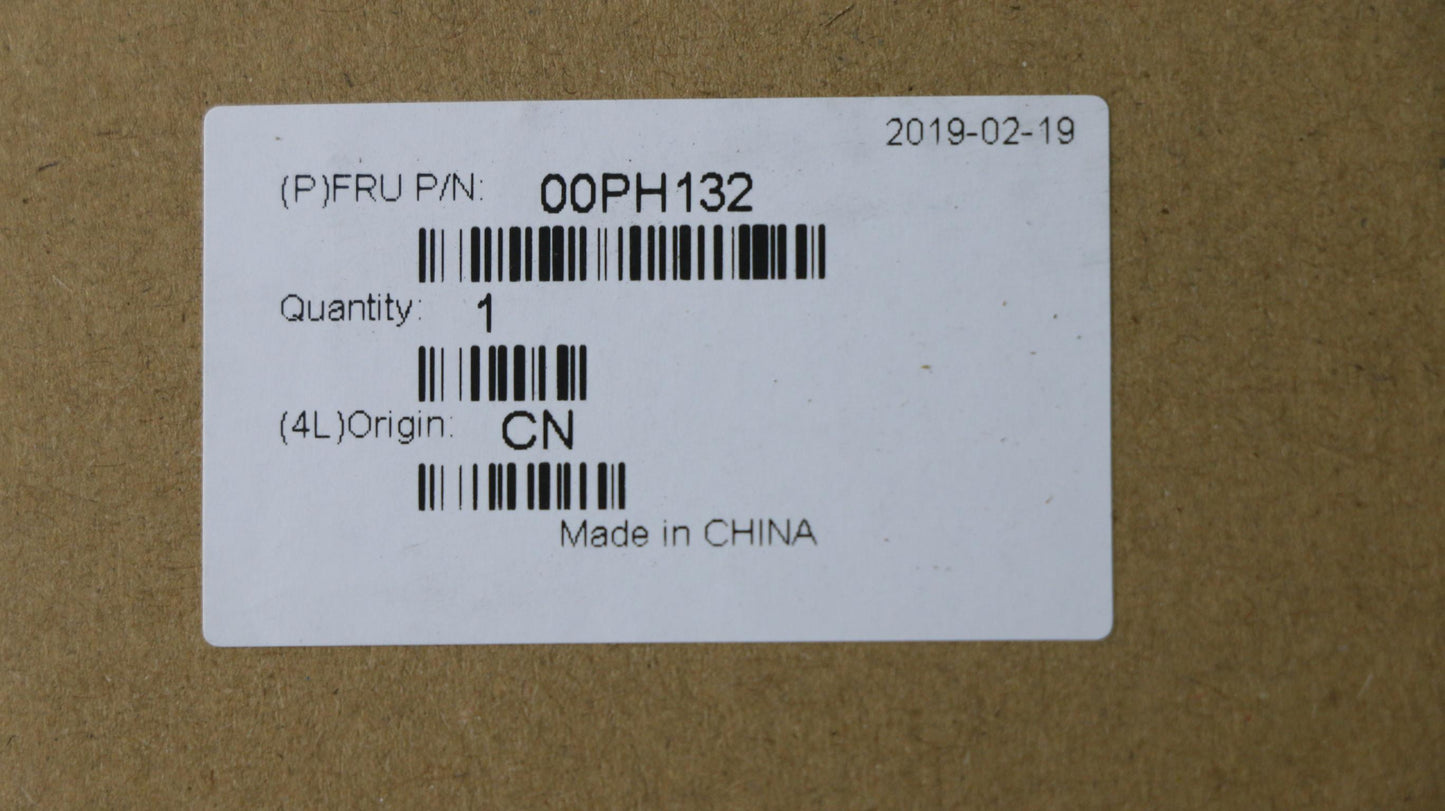 2019-02-19
(P)FRU P/N: 00PH132
Quantity: 1
(4L)Origin: CN
Made in CHINA